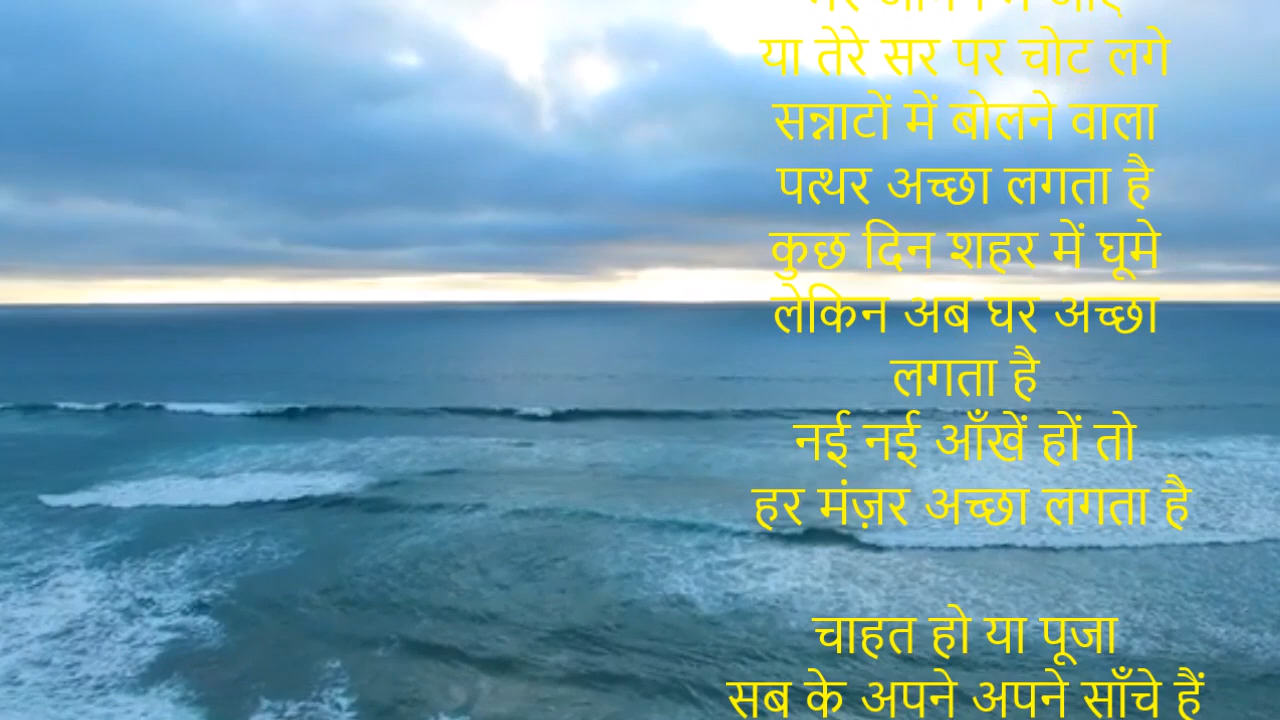 या तेरे सर पर चोट लगे
सन्नाटों में बोलने वाला
पत्थर अच्छा लगता है
कुछ दिन शहर में घूमे
लेकिन अब घर अच्छा
लगता है
नई नई आँखें हों तो
हर मंज़र अच्छा लगता है
चाहत हो या पूजा
सब के अपने अपने साँचे हैं